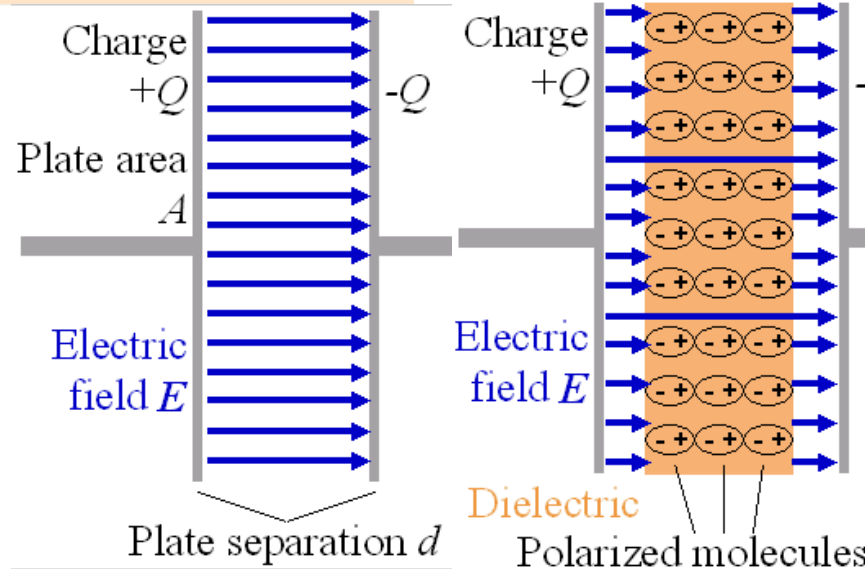 Charge
+Q
-Q
Plate area
A
Electric
field E
Plate separation d
Charge
+Q
-
- + - + - +
- + - + - +
- + - + - +
- + - + - +
- + - + - +
- + - + - +
- + - + - +
- + - + - +
- + - + - +
Electric
field E
Dielectric
Polarized molecules